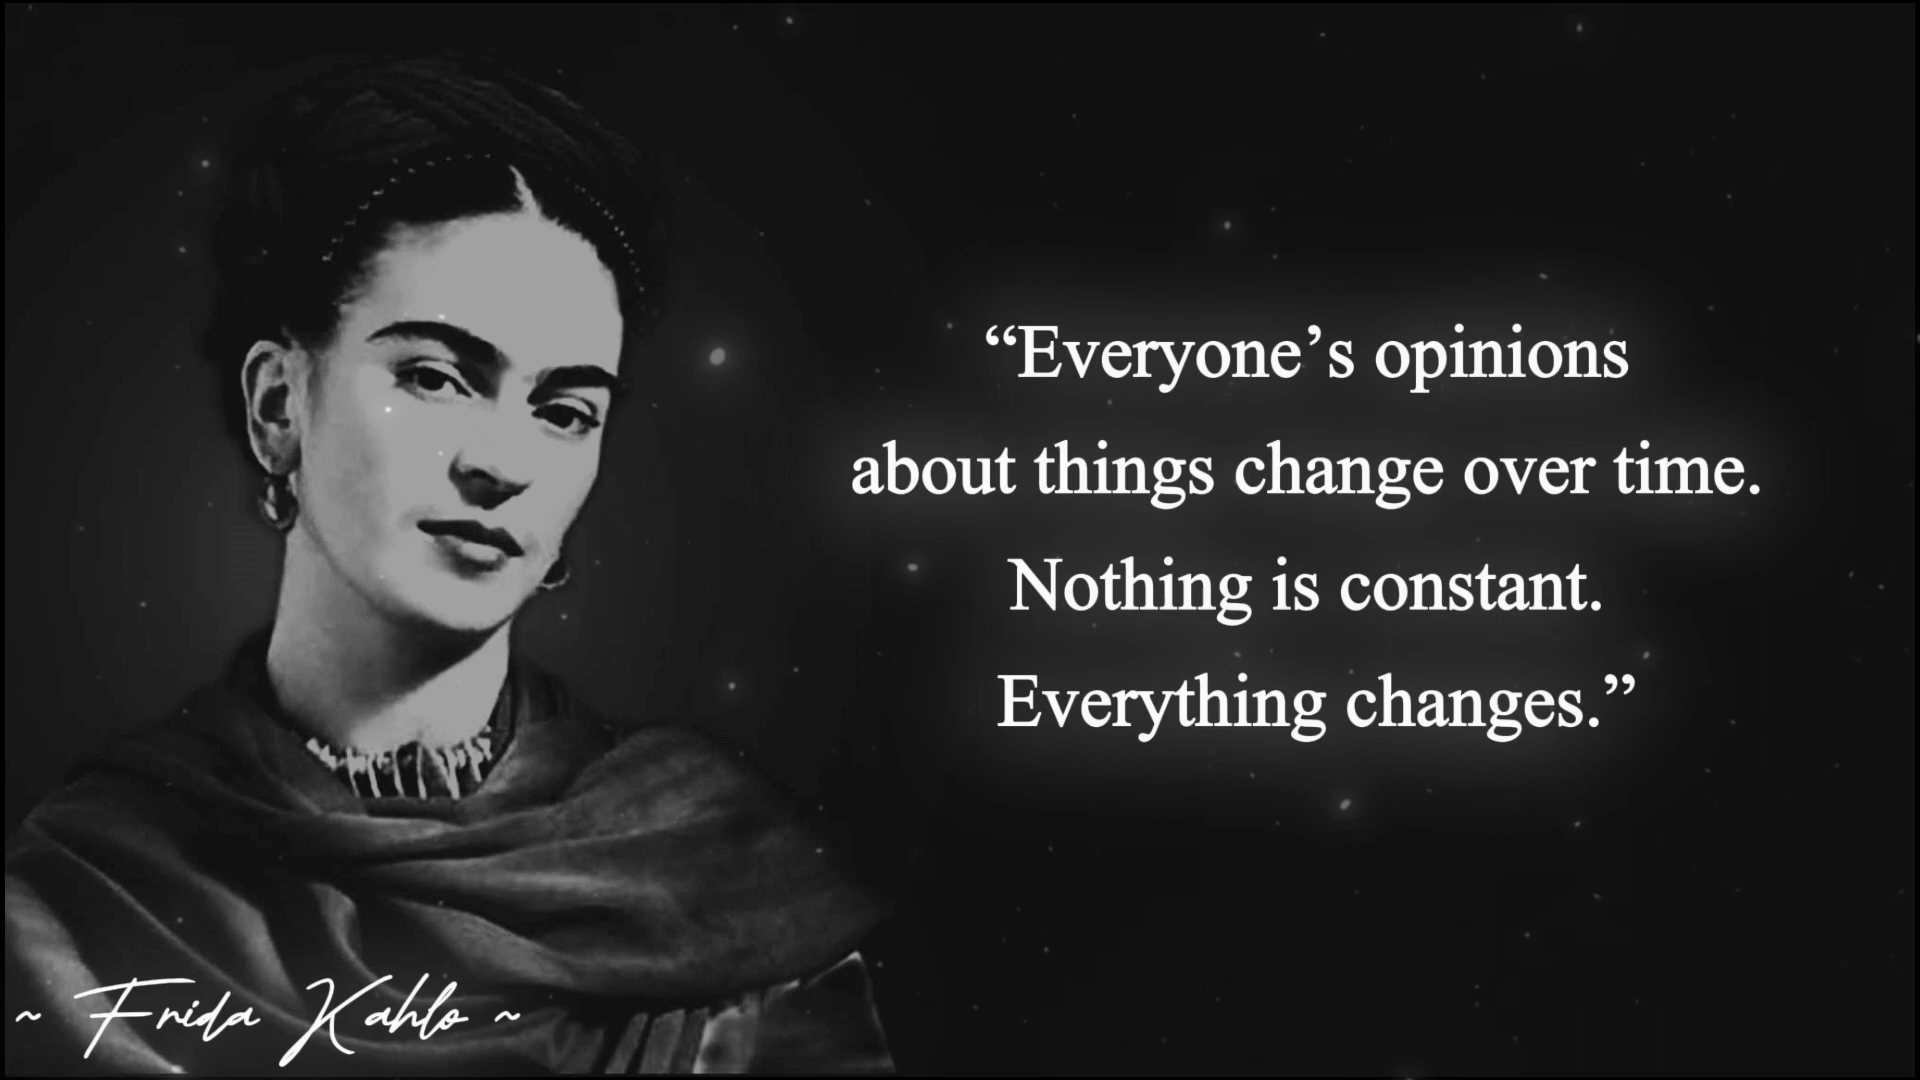 “Everyone’s opinions
about things change over time.
Nothing is constant.
Everything changes.”
~ Frida Kahlo ~